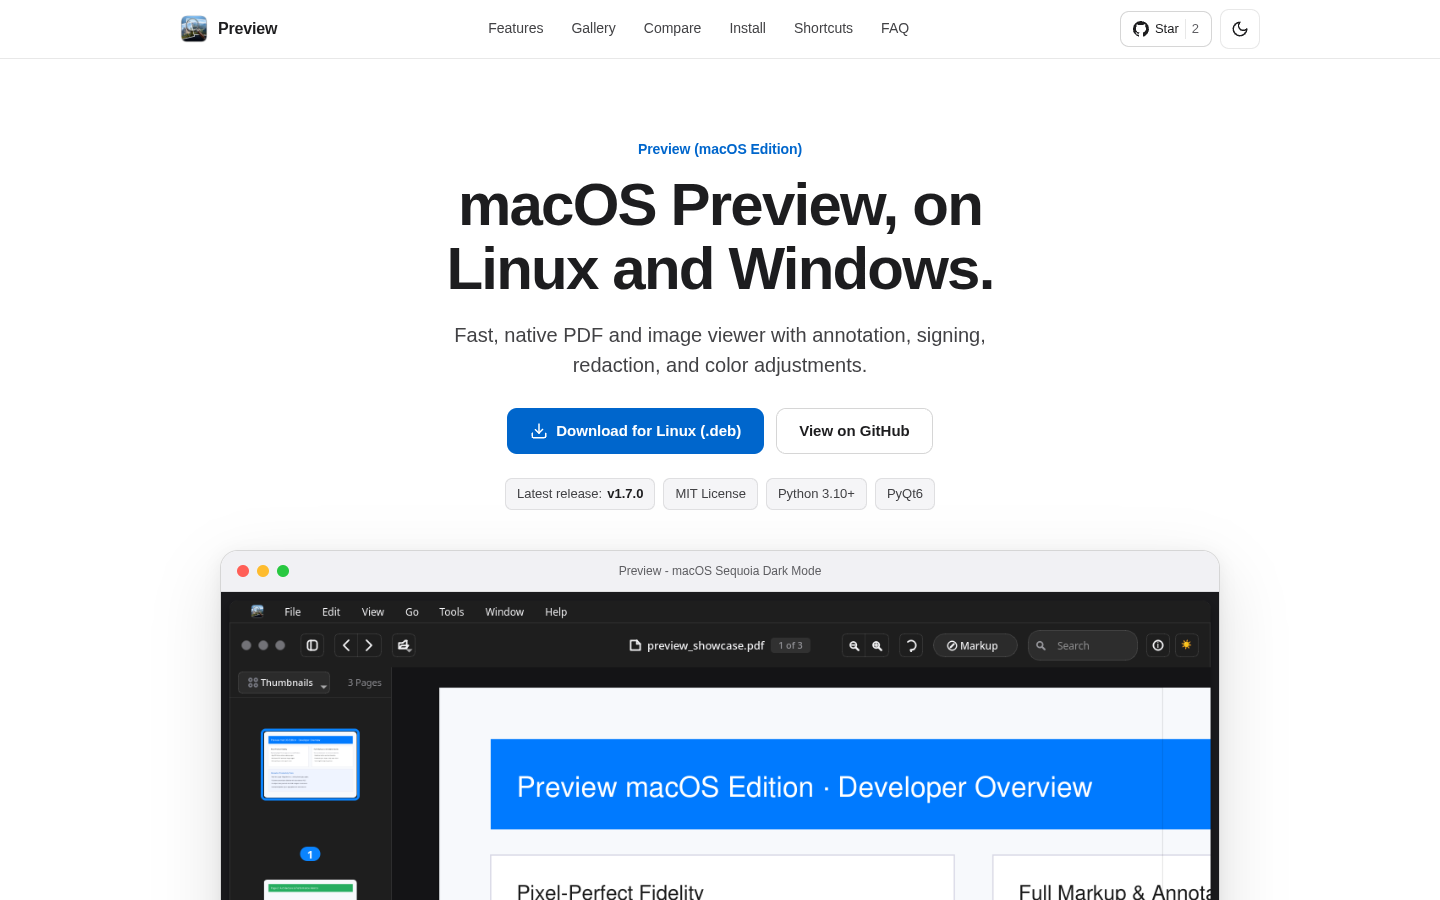 Preview
Features
Gallery
Compare
Install
Shortcuts
FAQ
Star 2
Preview (macOS Edition)
macOS Preview, on
Linux and Windows.
Fast, native PDF and image viewer with annotation, signing,
redaction, and color adjustments.
Download for Linux (.deb)
View on GitHub
Latest release: v1.7.0
MIT License
Python 3.10+
PyQt6
Preview - macOS Sequoia Dark Mode
File Edit View Go Tools Window Help
preview_showcase.pdf 1 of 3
Markup
Search
Thumbnails 3 Pages
1
Preview macOS Edition · Developer Overview
Pixel-Perfect Fidelity
Full Markup & Annota